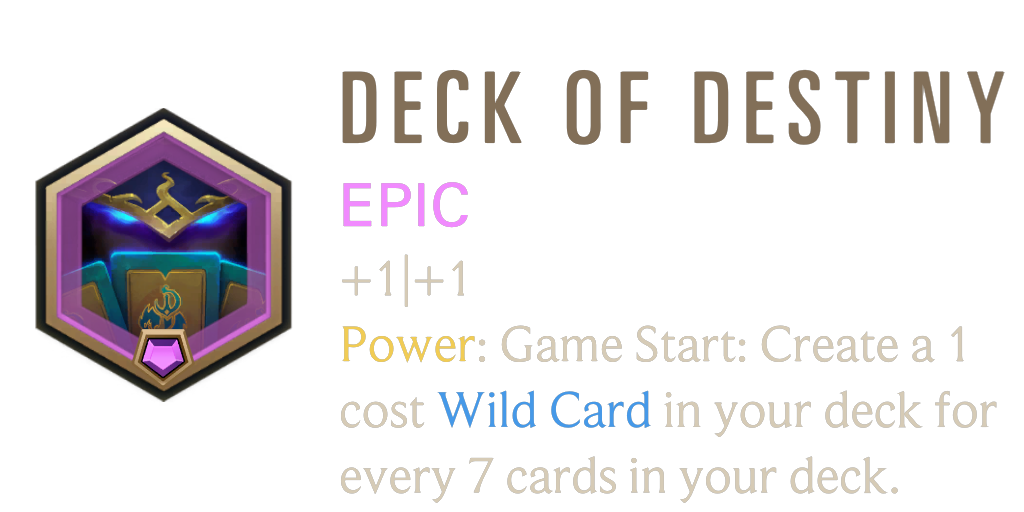 DECK OF DESTINY
EPIC
+1|+1
Power: Game Start: Create a 1
cost Wild Card in your deck for
every 7 cards in your deck.